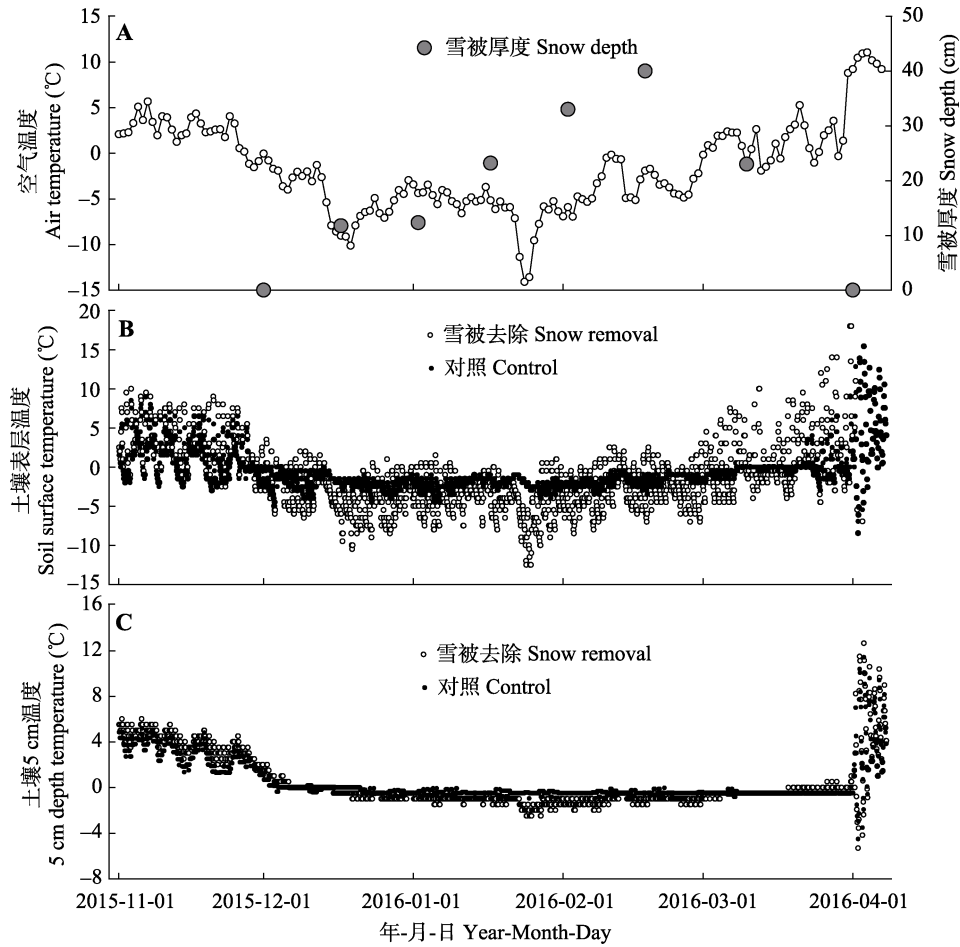 A
雪被厚度 Snow depth
空气温度
Air temperature (℃)
15
10
5
0
–5
–10
–15
50
40
30
20
10
0
雪被厚度 Snow depth (cm)
B
雪被去除 Snow removal
对照 Control
土壤表层温度
Soil surface temperature (℃)
20
15
10
5
0
–5
–10
–15
C
雪被去除 Snow removal
对照 Control
土壤5 cm温度
5 cm depth temperature (℃)
16
12
8
4
0
–4
–8
2015-11-01 2015-12-01 2016-01-01 2016-02-01 2016-03-01 2016-04-01
年-月-日 Year-Month-Day